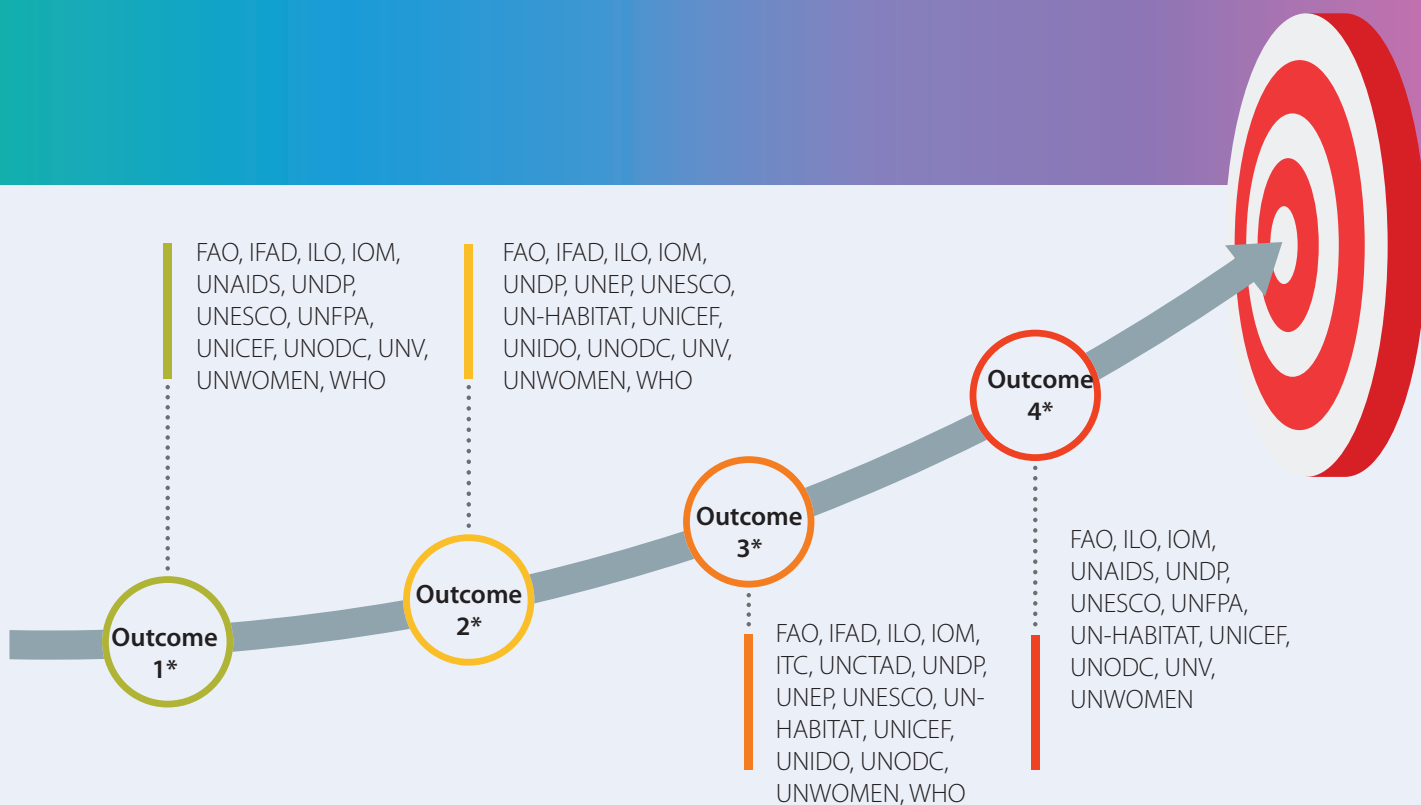 FAO, IFAD, ILO, IOM,
UNAIDS, UNDP,
UNESCO, UNFPA,
UNICEF, UNODC, UNV,
UNWOMEN, WHO
FAO, IFAD, ILO, IOM,
UNDP, UNEP, UNESCO,
UN-HABITAT, UNICEF,
UNIDO, UNODC, UNV,
UNWOMEN, WHO
Outcome
1*
Outcome
2*
Outcome
3*
Outcome
4*
FAO, IFAD, ILO, IOM,
ITC, UNCTAD, UNDP,
UNEP, UNESCO, UN-
HABITAT, UNICEF,
UNIDO, UNODC,
UNWOMEN, WHO
FAO, ILO, IOM,
UNAIDS, UNDP,
UNESCO, UNFPA,
UN-HABITAT, UNICEF,
UNODC, UNV,
UNWOMEN